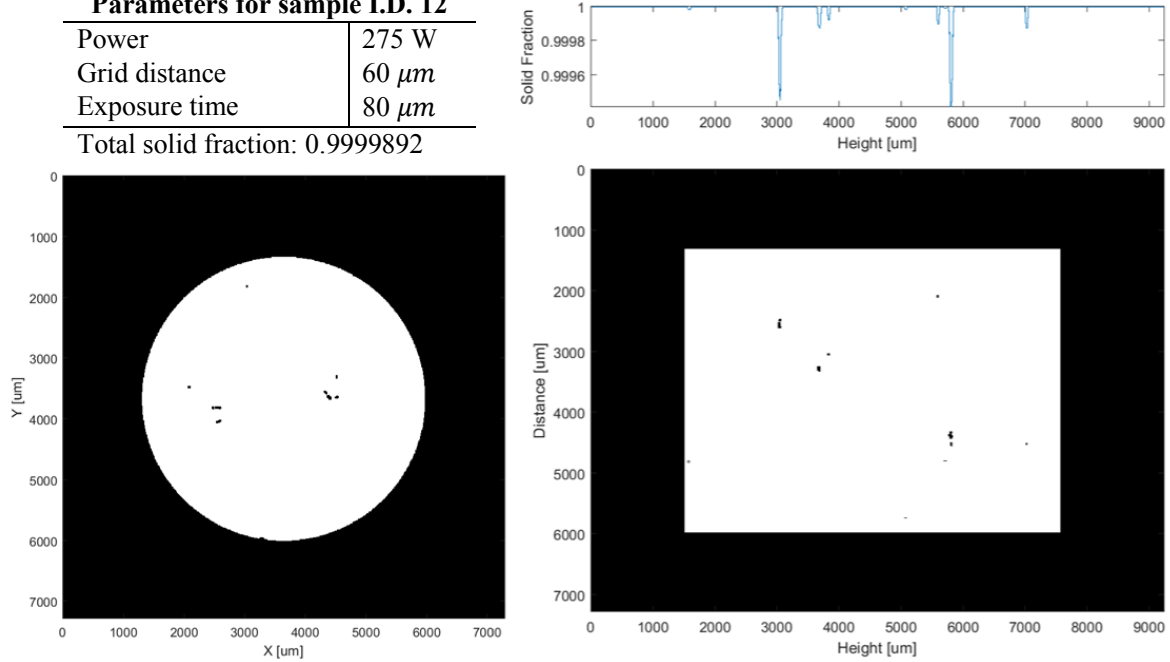 Parameters for sample I.D. 12
Power 275 W
Grid distance 60 μm
Exposure time 80 μm
Total solid fraction: 0.9999892
Solid Fraction
1
0.9998
0.9996
0 1000 2000 3000 4000 5000 6000 7000 8000 9000
Height [um]
Y [um]
0
1000
2000
3000
4000
5000
6000
7000
0 1000 2000 3000 4000 5000 6000 7000
X [um]
Distance [um]
0
1000
2000
3000
4000
5000
6000
7000
0 1000 2000 3000 4000 5000 6000 7000 8000 9000
Height [um]